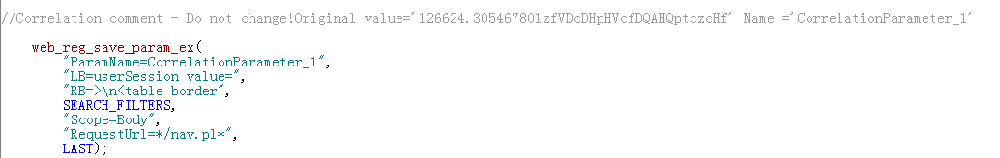 //Correlation comment - Do not change!Original value='126624.305467801zfVDcDHpHVcfDQAHQptczcHf' Name ='CorrelationParameter_1'
web_reg_save_param_ex(
"ParamName=CorrelationParameter_1",
"LB=userSession value=",
"RB=>\n<table border",
SEARCH_FILTERS,
"Scope=Body",
"RequestUrl=*/nav.pl*",
LAST);